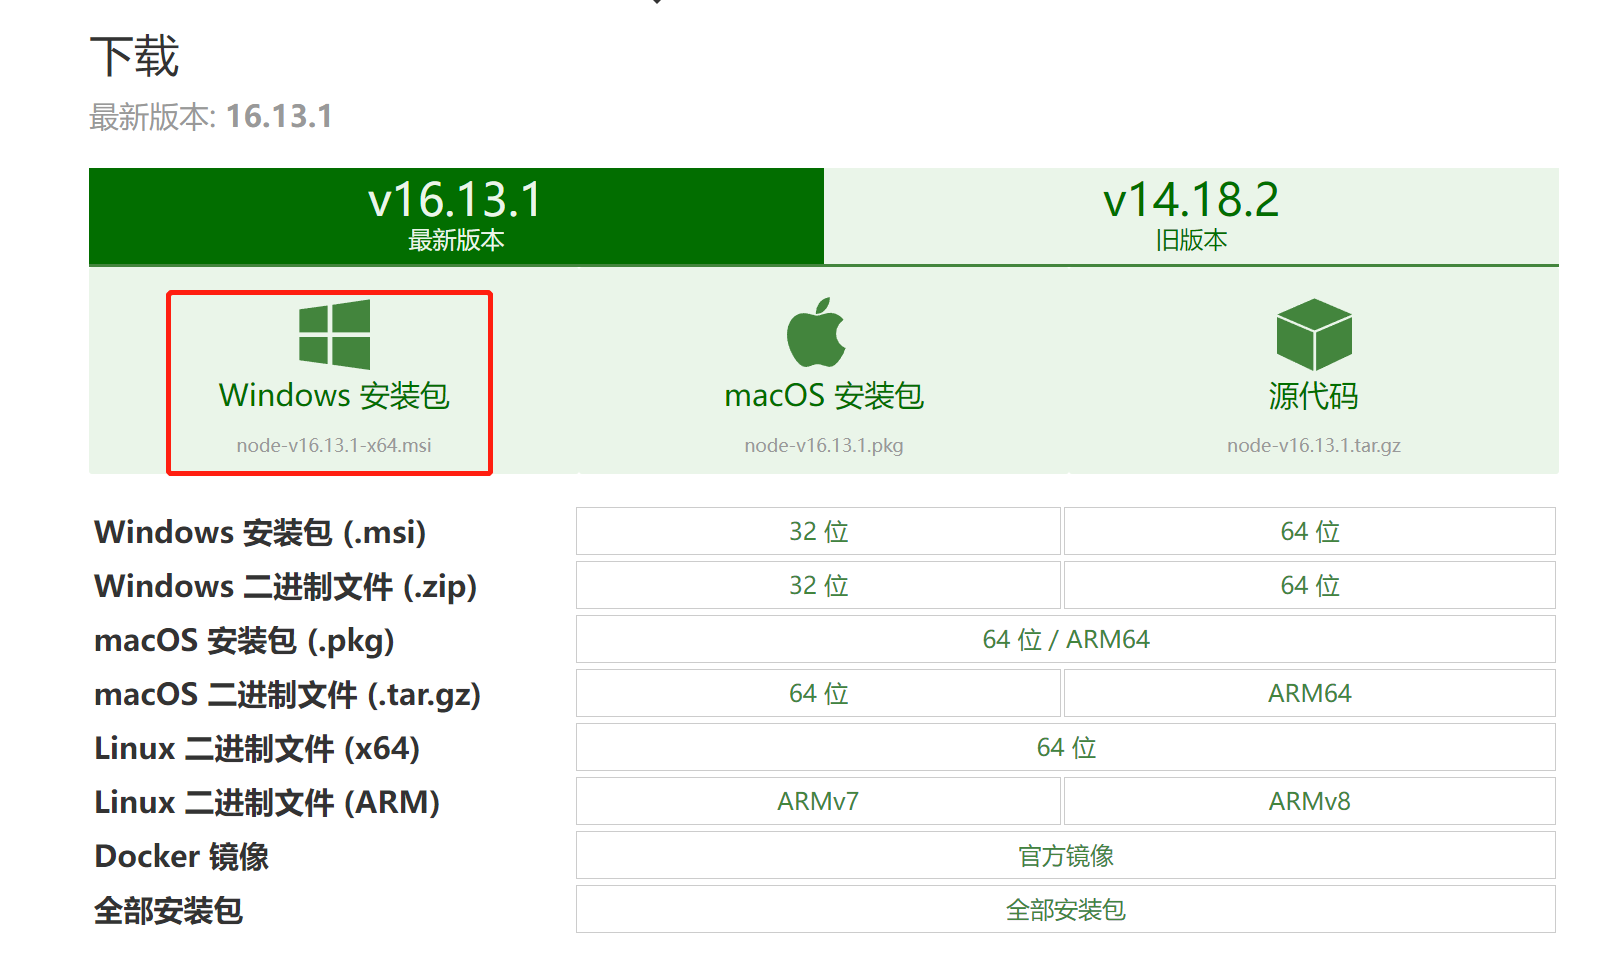 下载
最新版本: 16.13.1
v16.13.1
最新版本
v14.18.2
旧版本
Windows 安装包
node-v16.13.1-x64.msi
macOS 安装包
node-v16.13.1.pkg
源代码
node-v16.13.1.tar.gz
Windows 安装包 (.msi) 32 位 64 位
Windows 二进制文件 (.zip) 32 位 64 位
macOS 安装包 (.pkg) 64 位 / ARM64
macOS 二进制文件 (.tar.gz) 64 位 ARM64
Linux 二进制文件 (x64) 64 位
Linux 二进制文件 (ARM) ARMv7 ARMv8
Docker 镜像 官方镜像
全部安装包 全部安装包